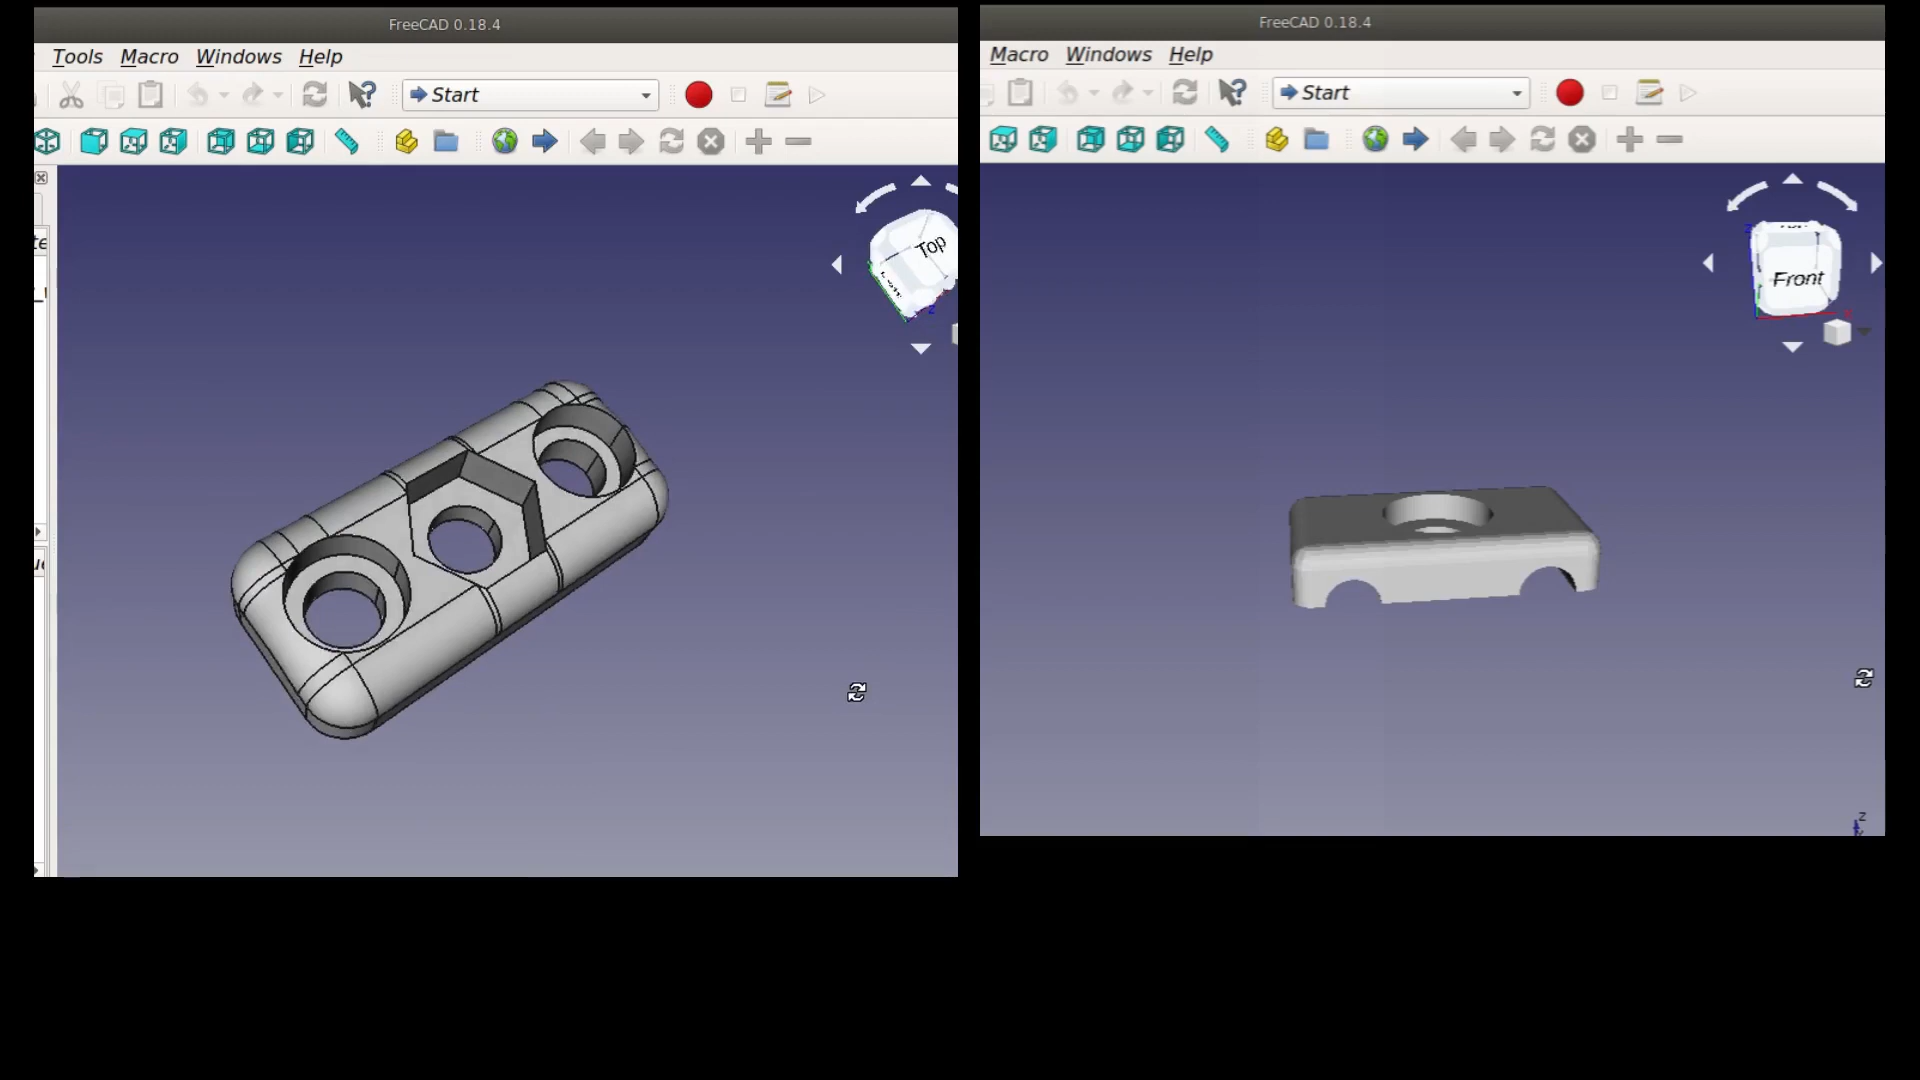 FreeCAD 0.18.4
Tools Macro Windows Help
Start
Top
FreeCAD 0.18.4
Macro Windows Help
Start
Front
z